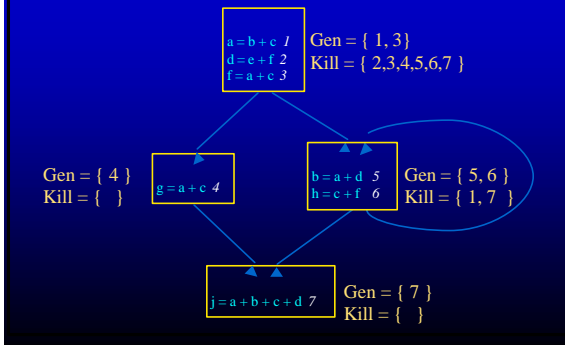 a = b + c 1
d = e + f 2
f = a + c 3
Gen = { 1, 3}
Kill = { 2,3,4,5,6,7 }
Gen = { 4 }
Kill = { }
g = a + c 4
b = a + d 5
h = c + f 6
Gen = { 5, 6 }
Kill = { 1, 7 }
j = a + b + c + d 7
Gen = { 7 }
Kill = { }